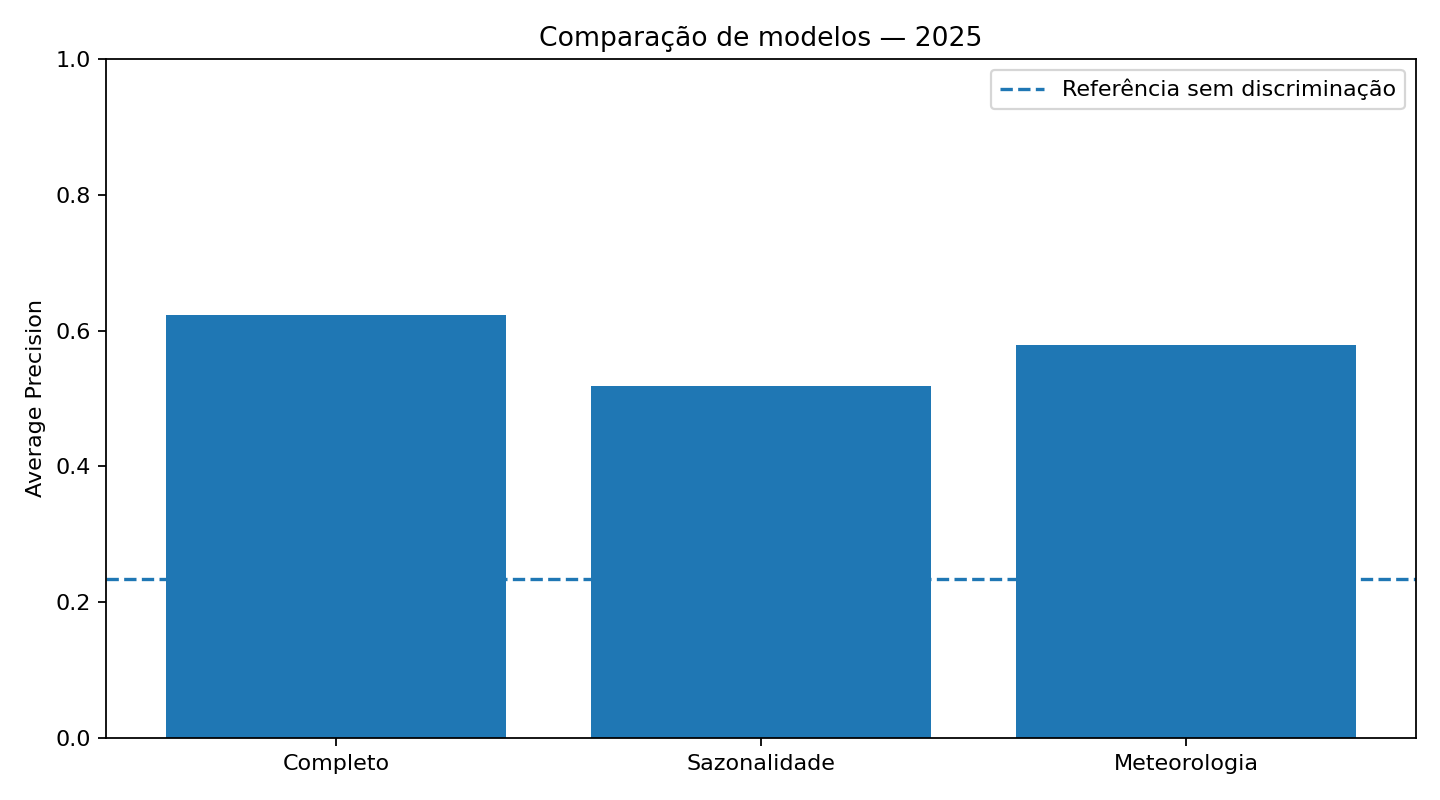 Comparação de modelos — 2025
Referência sem discriminação
Average Precision
1.0
0.8
0.6
0.4
0.2
0.0
Completo
Sazonalidade
Meteorologia